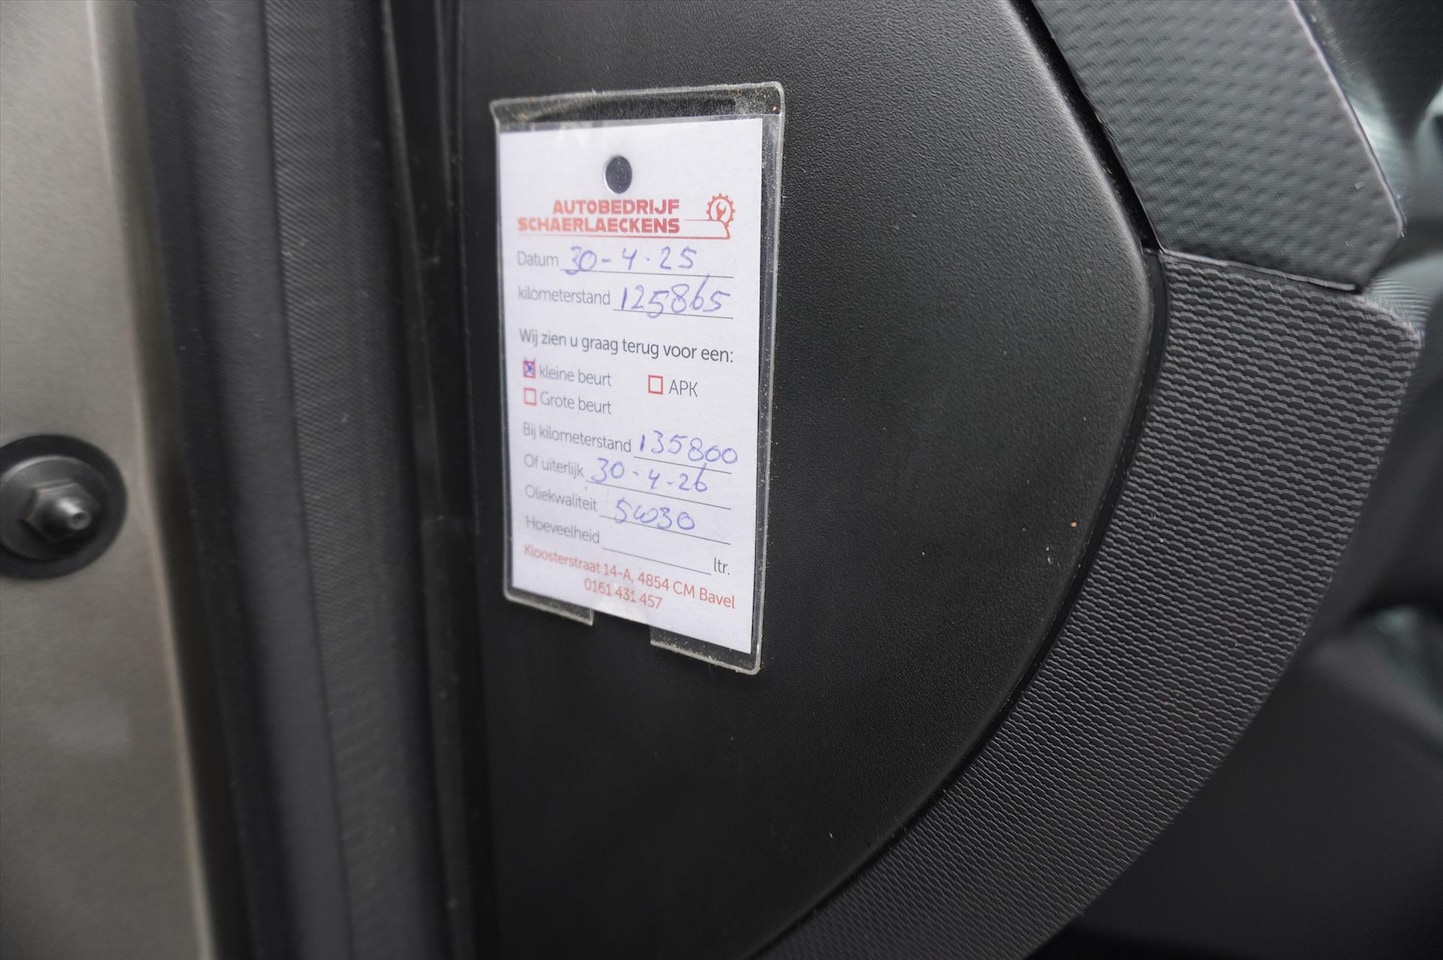 AUTOBEDRIJF
SCHAERLAECKENS
Datum 30-4-25
kilometerstand 125865
Wij zien u graag terug voor een:
kleine beurt APK
Grote beurt
Bij kilometerstand 135800
Of uiterlijk 30-4-26
Oliekwaliteit 5W30
Hoeveelheid ltr.
Kloosterstraat 14-A, 4854 CM Bavel
0161 431 457